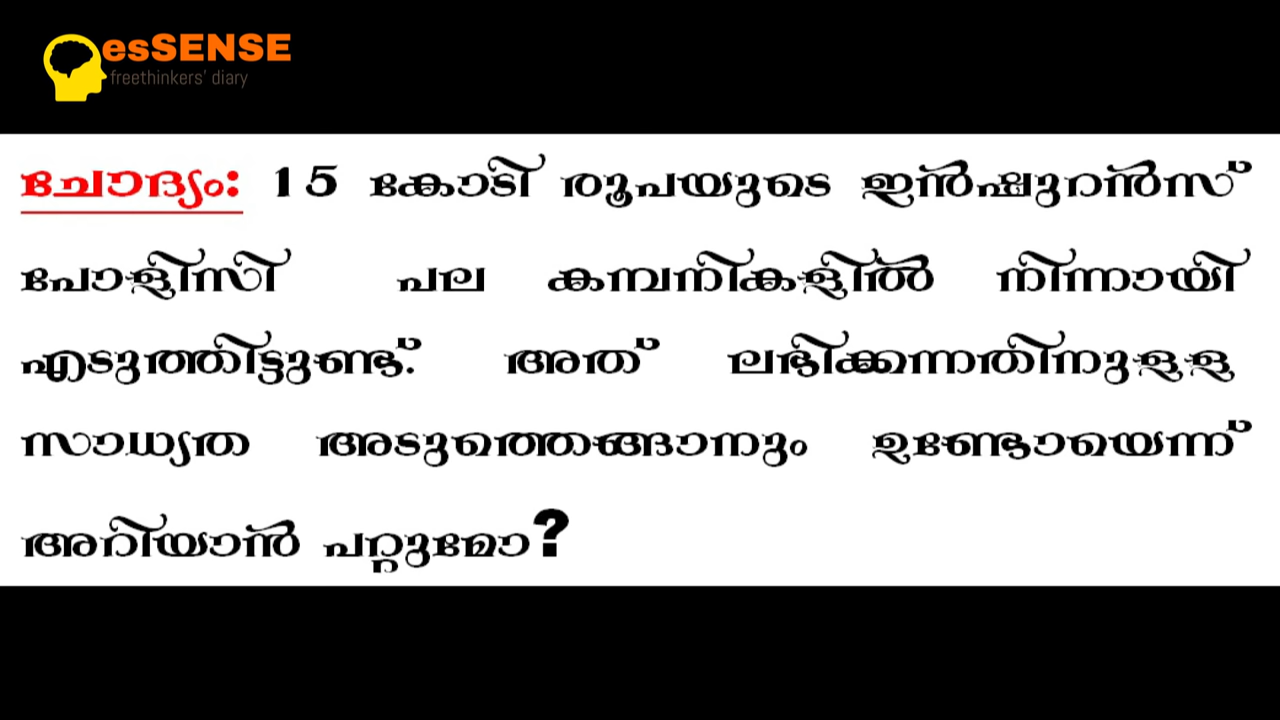 esSENSE
freethinkers' diary
ചോദ്യം: 15 കോടി രൂപയുടെ ഇൻഷുറൻസ്
പോളിസി പല കമ്പനികളിൽ നിന്നായി
എടുത്തിട്ടുണ്ട്. അത് ലഭിക്കുന്നതിനുള്ള
സാധ്യത അടുത്തെങ്ങാനും ഉണ്ടോയെന്ന്
അറിയാൻ പറ്റുമോ?